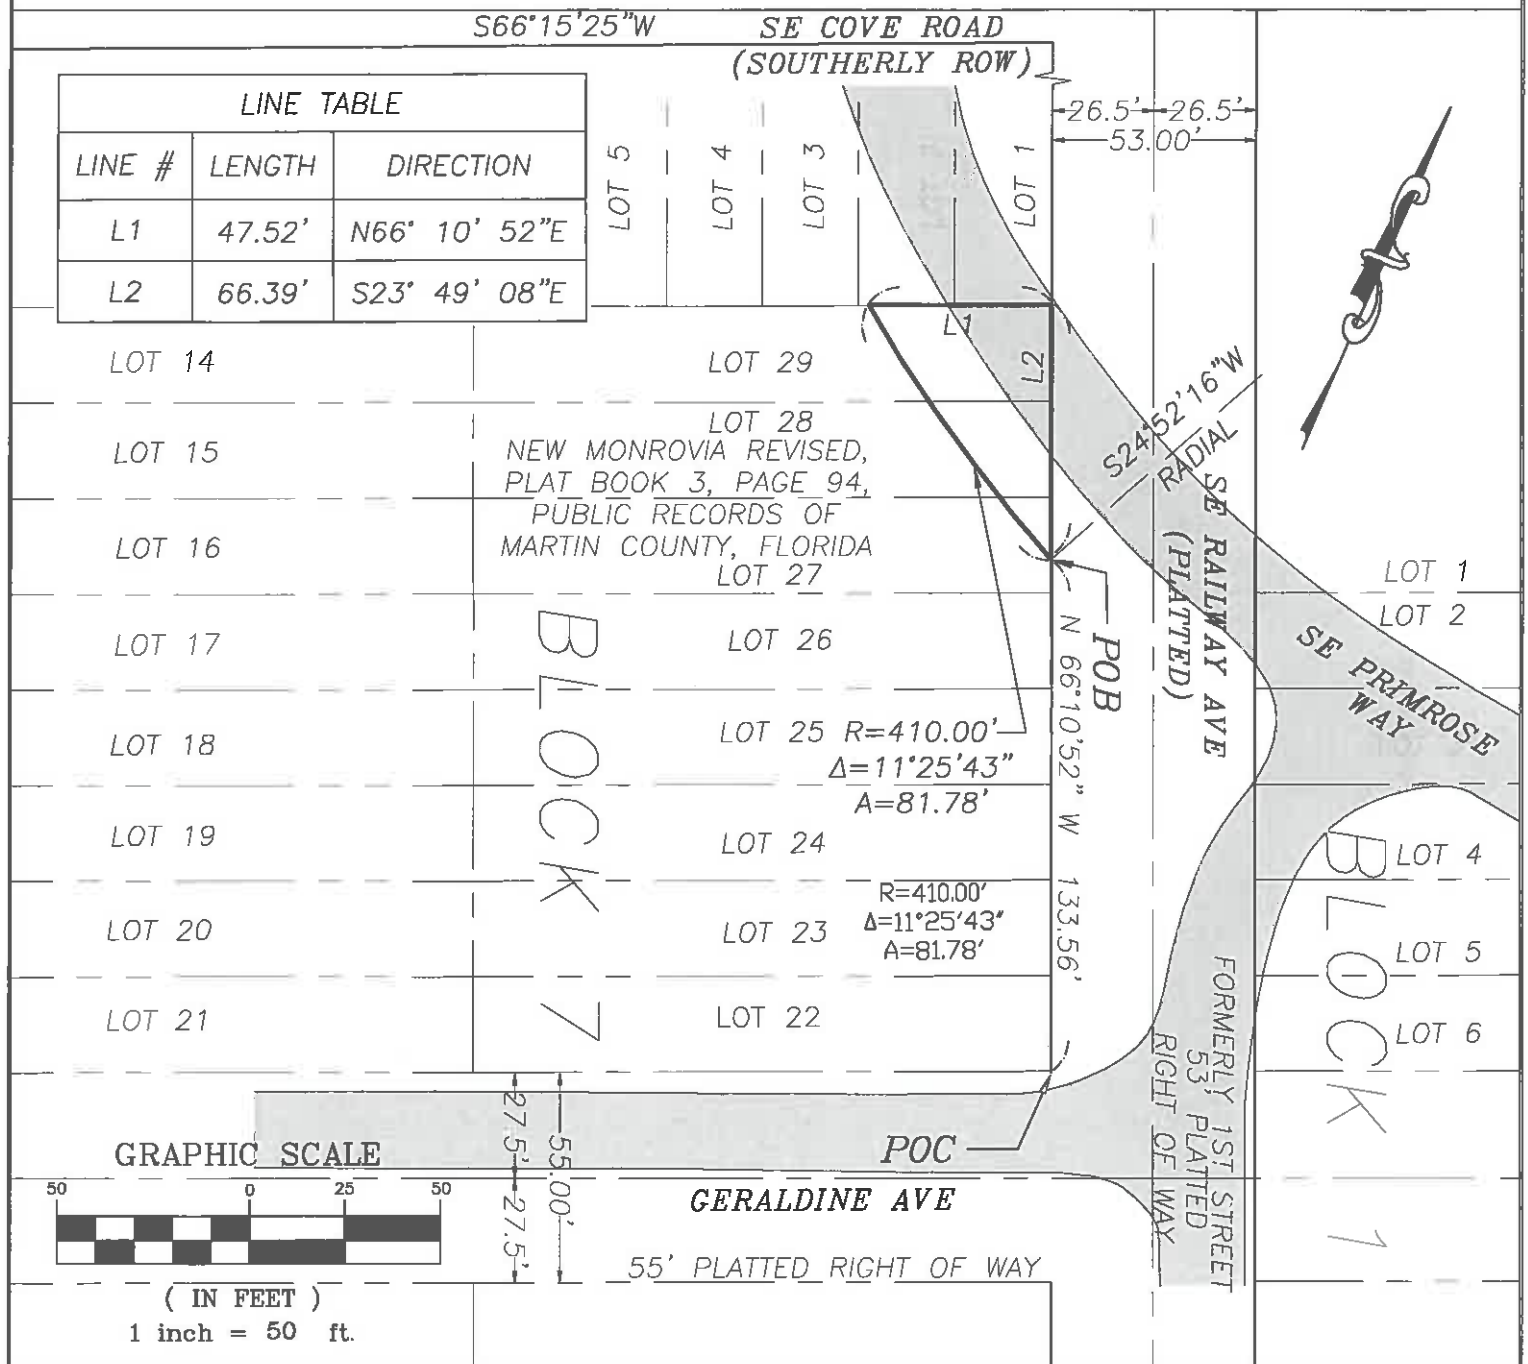 S66°15'25"W
SE COVE ROAD
(SOUTHERLY ROW)
LINE TABLE
LINE # LENGTH DIRECTION
L1 47.52' N66° 10' 52"E
L2 66.39' S23° 49' 08"E
LOT 5
LOT 4
LOT 3
LOT 1
26.5' 26.5'
53.00'
L1
L2
S24°52'16"W
RADIAL
LOT 14
LOT 15
LOT 16
LOT 17
LOT 18
LOT 19
LOT 20
LOT 21
LOT 29
LOT 28
NEW MONROVIA REVISED,
PLAT BOOK 3, PAGE 94,
PUBLIC RECORDS OF
MARTIN COUNTY, FLORIDA
LOT 27
LOT 26
LOT 25
LOT 24
LOT 23
LOT 22
BLOCK 7
R=410.00'
Δ=11°25'43"
A=81.78'
R=410.00'
Δ=11°25'43"
A=81.78'
POB
N 66°10'52" W 133.56'
SE RAILWAY AVE
(PLATTED)
SE PRIMROSE
WAY
LOT 1
LOT 2
LOT 4
LOT 5
LOT 6
BLOCK 1
FORMERLY 1ST STREET
53' PLATTED
RIGHT OF WAY
POC
27.5'
55.00'
27.5'
GERALDINE AVE
55' PLATTED RIGHT OF WAY
GRAPHIC SCALE
50 0 25 50
( IN FEET )
1 inch = 50 ft.